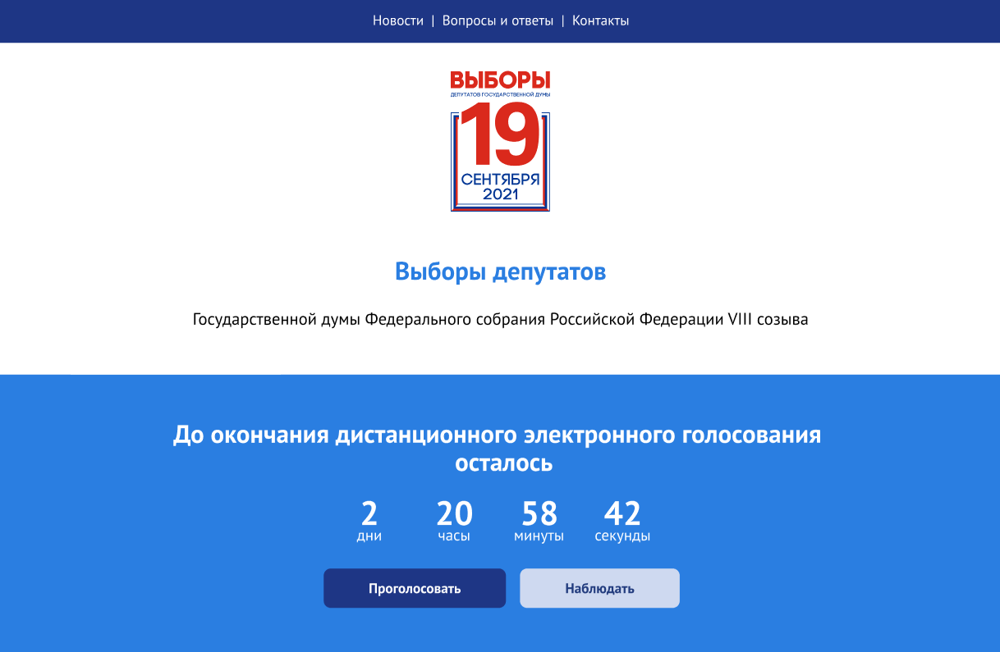 Новости | Вопросы и ответы | Контакты
ВЫБОРЫ
ДЕПУТАТОВ ГОСУДАРСТВЕННОЙ ДУМЫ
19
СЕНТЯБРЯ
2021
Выборы депутатов
Государственной думы Федерального собрания Российской Федерации VIII созыва
До окончания дистанционного электронного голосования
осталось
2 20 58 42
дни часы минуты секунды
Проголосовать Наблюдать